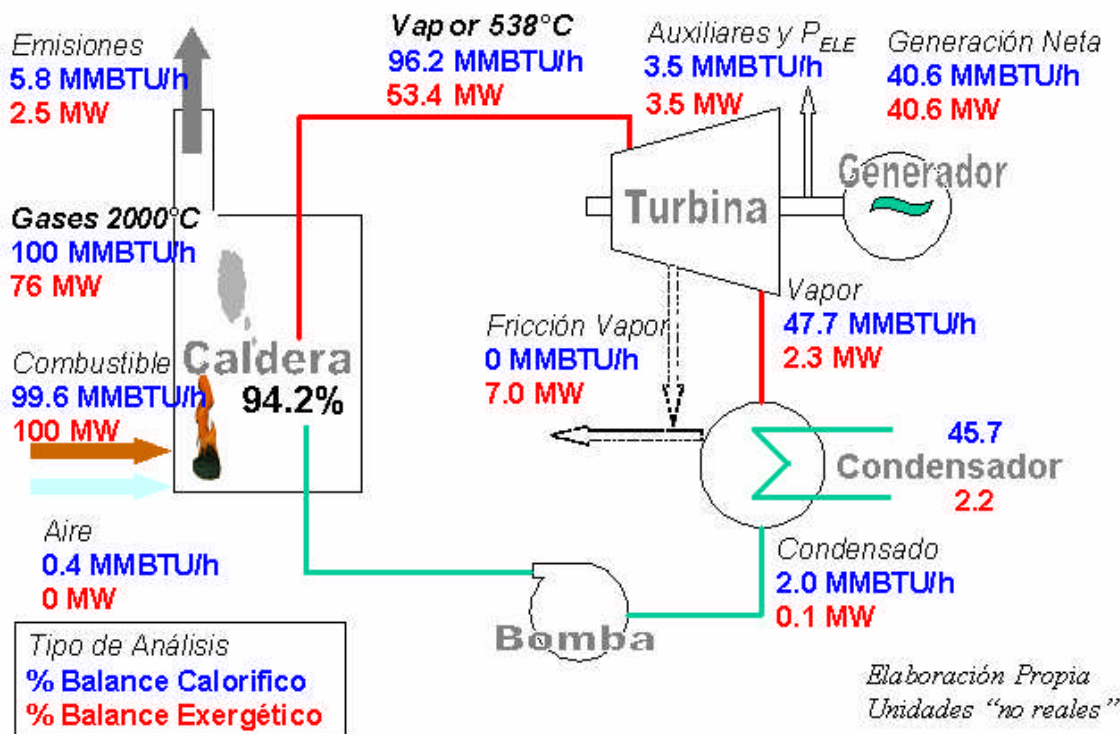 Emisiones
5.8 MMBTU/h
2.5 MW
Vapor 538°C
96.2 MMBTU/h
53.4 MW
Auxiliares y P_ELE
3.5 MMBTU/h
3.5 MW
Generación Neta
40.6 MMBTU/h
40.6 MW
Generador
Turbina
Gases 2000°C
100 MMBTU/h
76 MW
Combustible
99.6 MMBTU/h
100 MW
Caldera
94.2%
Fricción Vapor
0 MMBTU/h
7.0 MW
Vapor
47.7 MMBTU/h
2.3 MW
45.7
Condensador
2.2
Aire
0.4 MMBTU/h
0 MW
Condensado
2.0 MMBTU/h
0.1 MW
Bomba
Tipo de Análisis
% Balance Calorifico
% Balance Exergético
Elaboración Propia
Unidades “no reales”